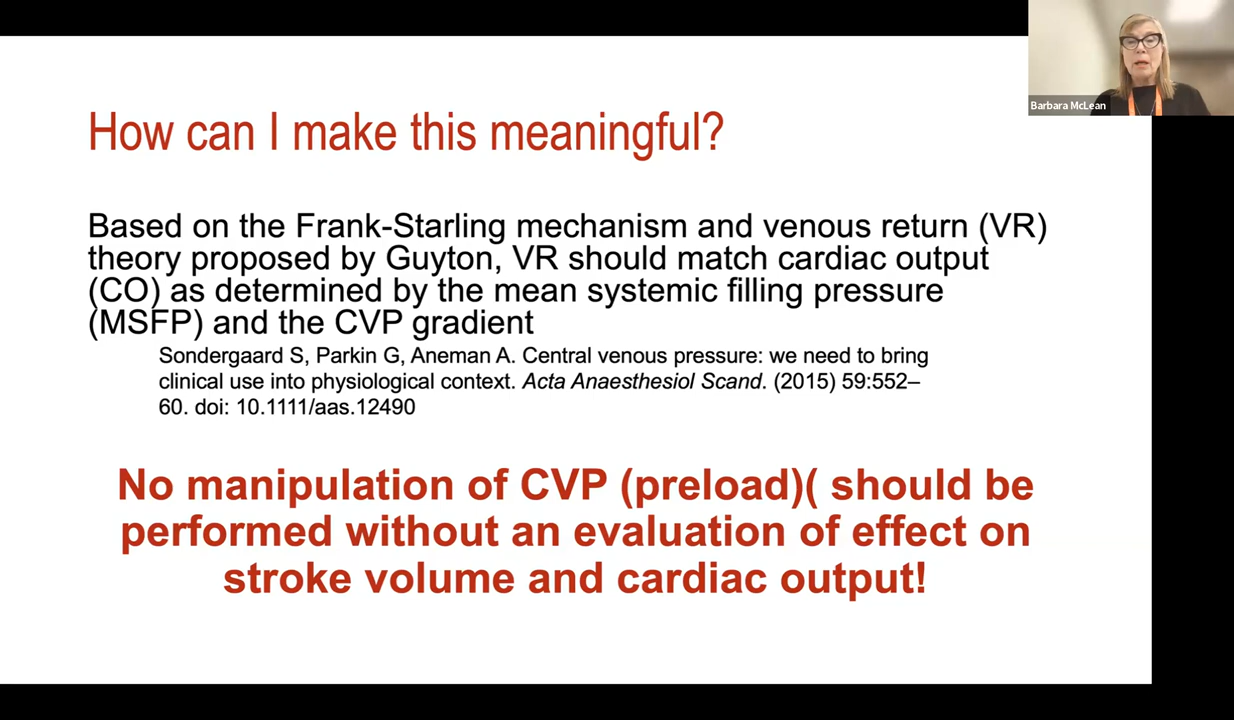 Barbara McLean
How can I make this meaningful?
Based on the Frank-Starling mechanism and venous return (VR)
theory proposed by Guyton, VR should match cardiac output
(CO) as determined by the mean systemic filling pressure
(MSFP) and the CVP gradient
Sondergaard S, Parkin G, Aneman A. Central venous pressure: we need to bring
clinical use into physiological context. Acta Anaesthesiol Scand. (2015) 59:552–
60. doi: 10.1111/aas.12490
No manipulation of CVP (preload)( should be
performed without an evaluation of effect on
stroke volume and cardiac output!